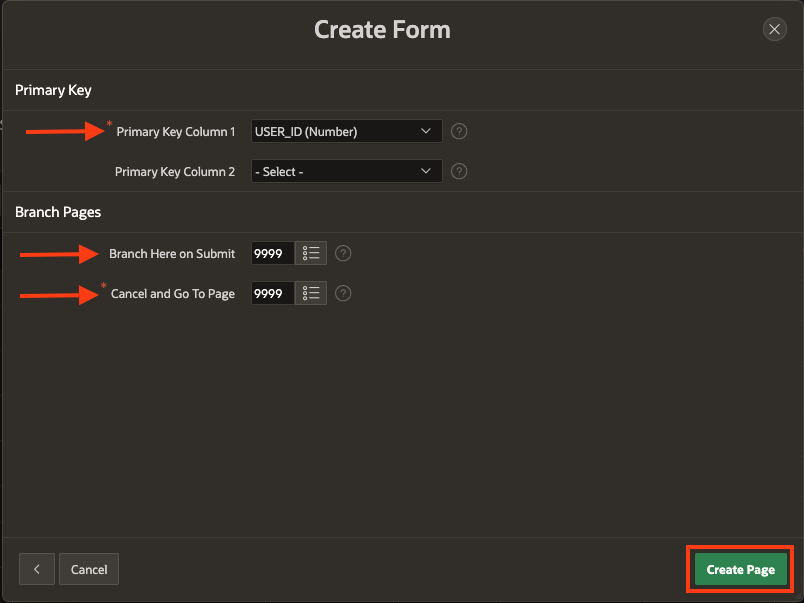 Create Form
Primary Key
* Primary Key Column 1 USER_ID (Number) ?
Primary Key Column 2 - Select - ?
Branch Pages
Branch Here on Submit 9999 ?
* Cancel and Go To Page 9999 ?
Cancel Create Page